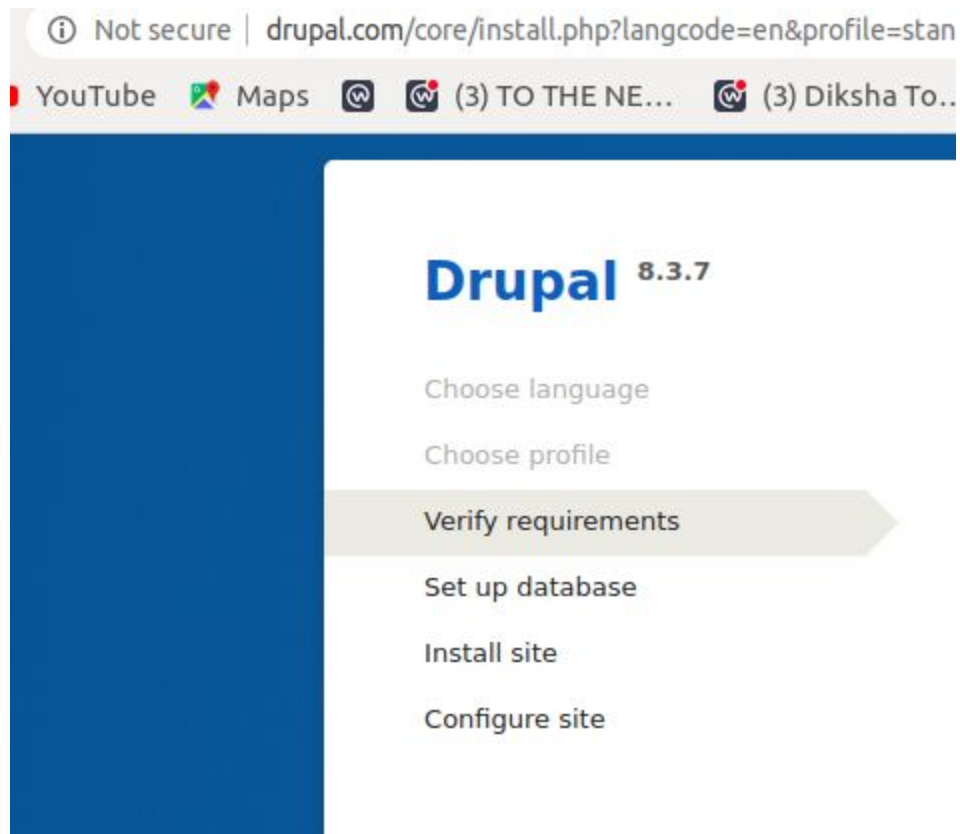 Not secure | drupal.com/core/install.php?langcode=en&profile=stan
YouTube Maps (3) TO THE NE... (3) Diksha To..
Drupal 8.3.7
Choose language
Choose profile
Verify requirements
Set up database
Install site
Configure site